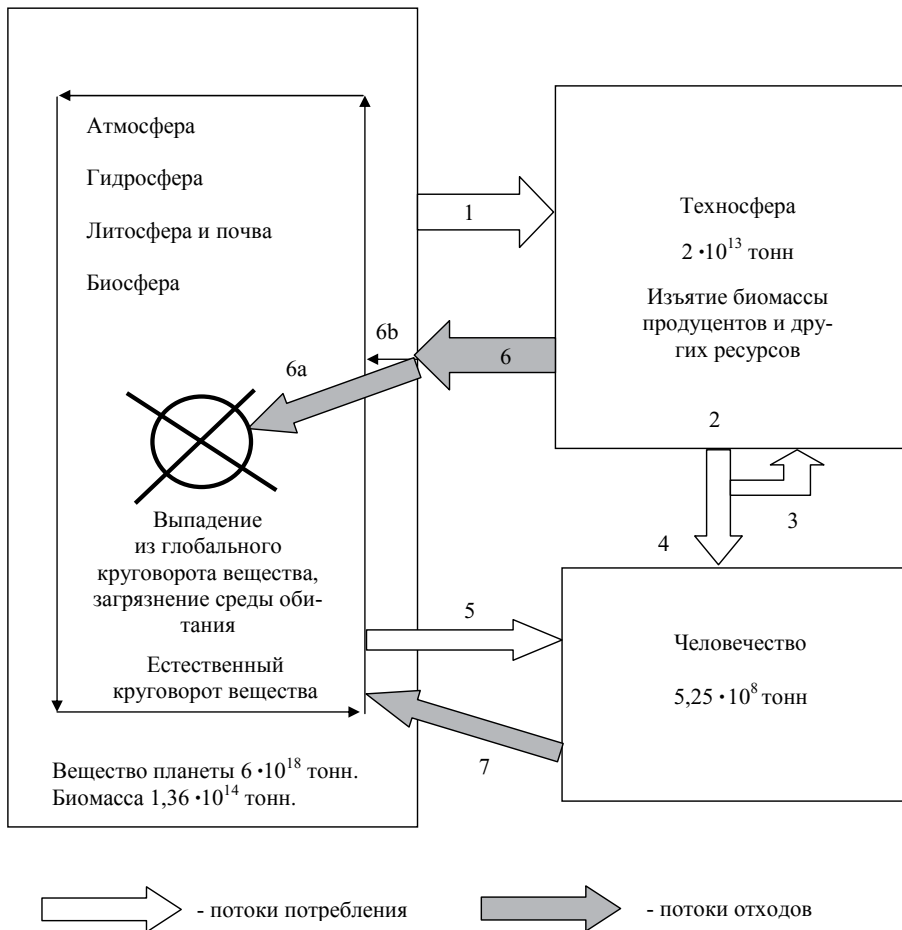 Атмосфера
Гидросфера
Литосфера и почва
Биосфера
6b
6a
Выпадение
из глобального
круговорота вещества,
загрязнение среды оби-
тания
Естественный
круговорот вещества
Вещество планеты 6 •10^18 тонн.
Биомасса 1,36 •10^14 тонн.
1
6
Техносфера
2 •10^13 тонн
Изъятие биомассы
продуцентов и дру-
гих ресурсов
2
3
4
5
7
Человечество
5,25 • 10^8 тонн
- потоки потребления
- потоки отходов